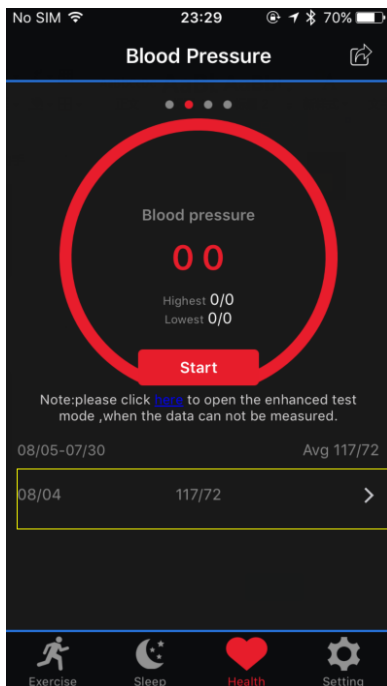 No SIM 23:29 70%
Blood Pressure
Blood pressure
0 0
Highest 0/0
Lowest 0/0
Start
Note:please click here to open the enhanced test
mode ,when the data can not be measured.
08/05-07/30 Avg 117/72
08/04 117/72
Exercise Sleep Health Setting